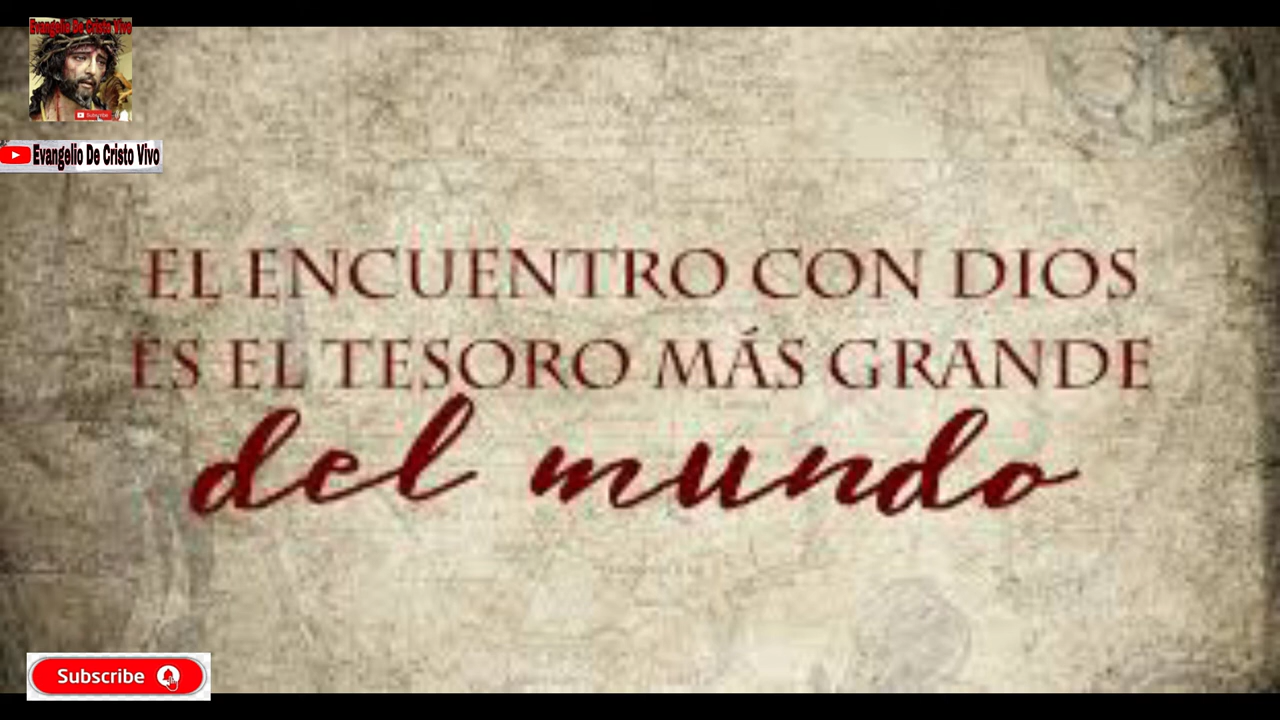 Evangelio De Cristo Vivo
Subscribe
Evangelio De Cristo Vivo
EL ENCUENTRO CON DIOS
ES EL TESORO MÁS GRANDE
del mundo
Subscribe